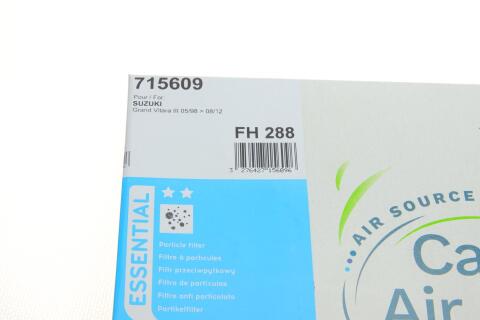 715609
Pour / For:
SUZUKI
Grand Vitara III 05/98 > 08/12
FH 288
3 276427 156096
ESSENTIAL
Particle filter
Filtre à particules
Filtr przeciwpyłkowy
Filtro de partículas
Filtro anti particolato
Partikelfilter
AIR SOURCE
Ca
Air